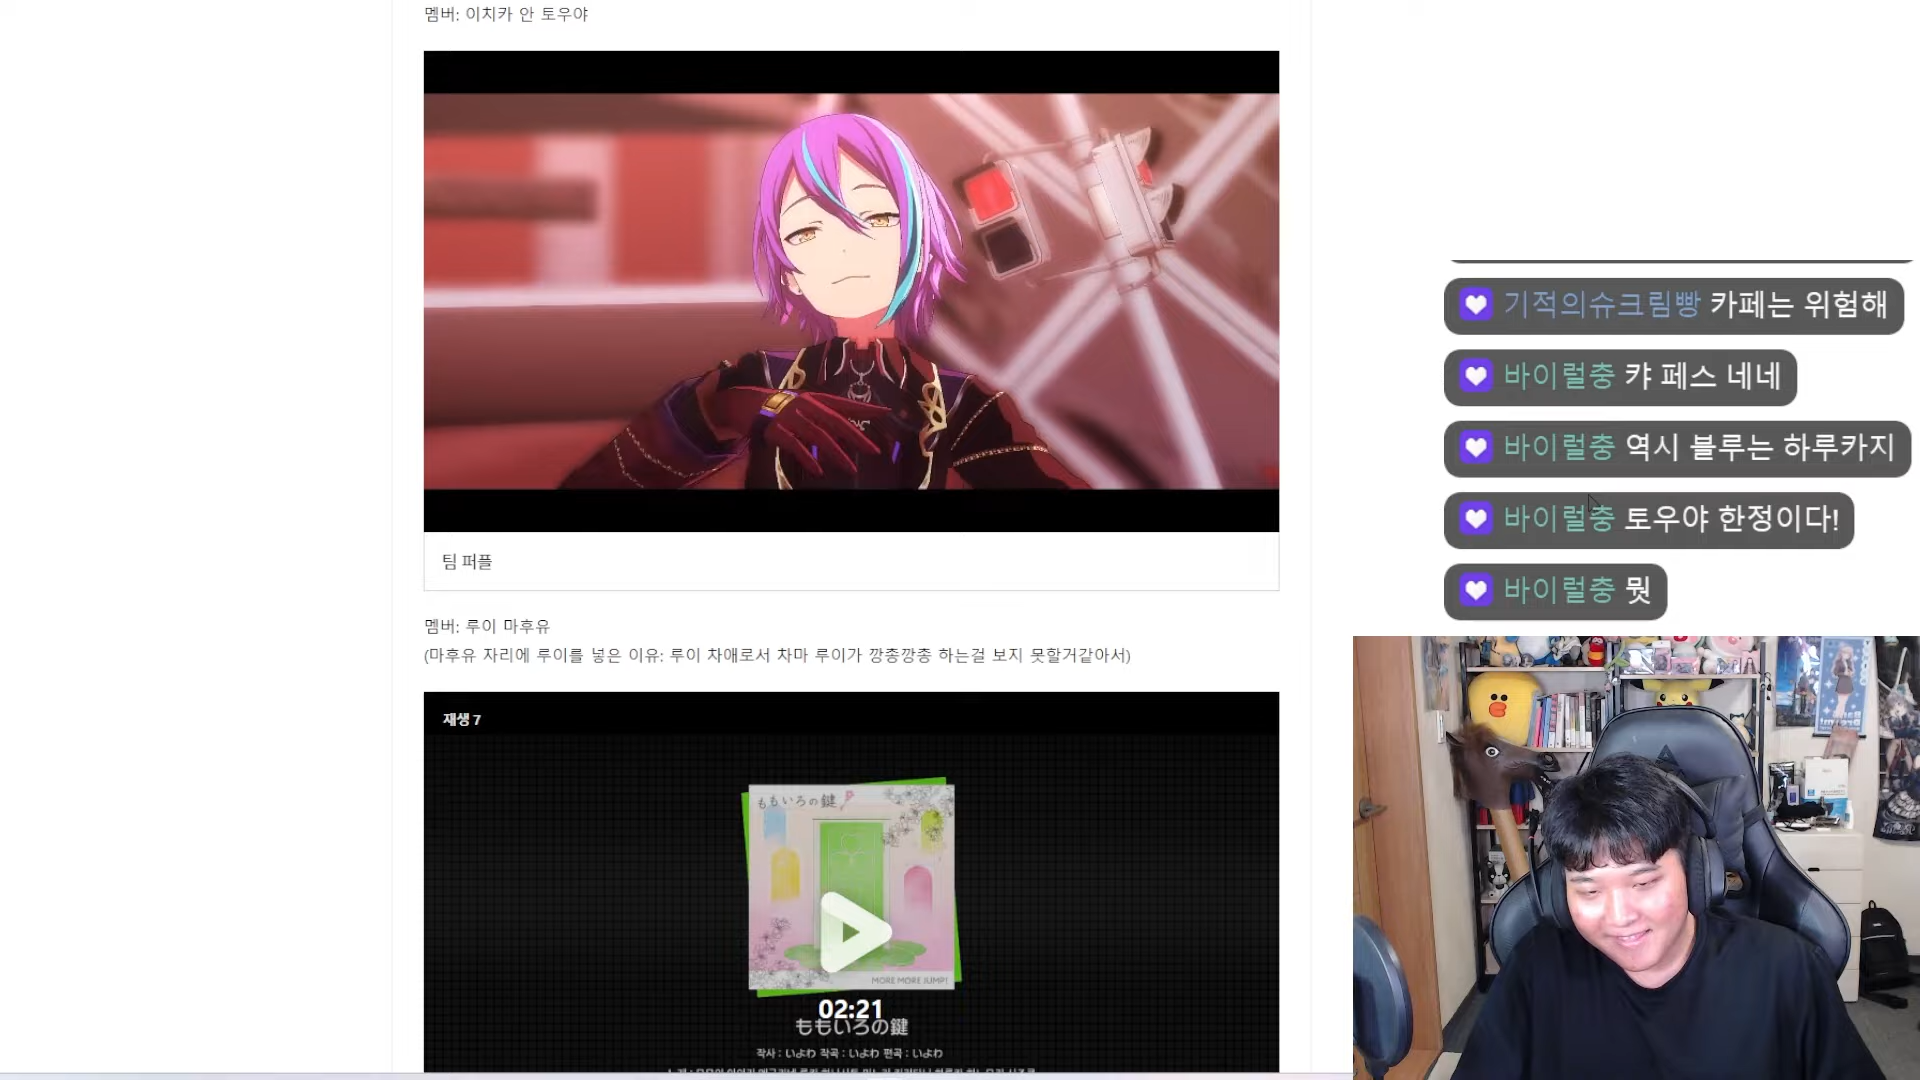 멤버: 이치카 안 토우야
팀 퍼플
멤버: 루이 마후유
(마후유 자리에 루이를 넣은 이유: 루이 차애로서 차마 루이가 깡총깡총 하는걸 보지 못할거같아서)
재생 7
ももいろの鍵
MORE MORE JUMP!
02:21
ももいろの鍵
작사 : いよわ 작곡 : いよわ 편곡 : いよわ
기적의슈크림빵 카페는 위험해
바이럴충 캬 페스 네네
바이럴충 역시 블루는 하루카지
바이럴충 토우야 한정이다!
바이럴충 뭣